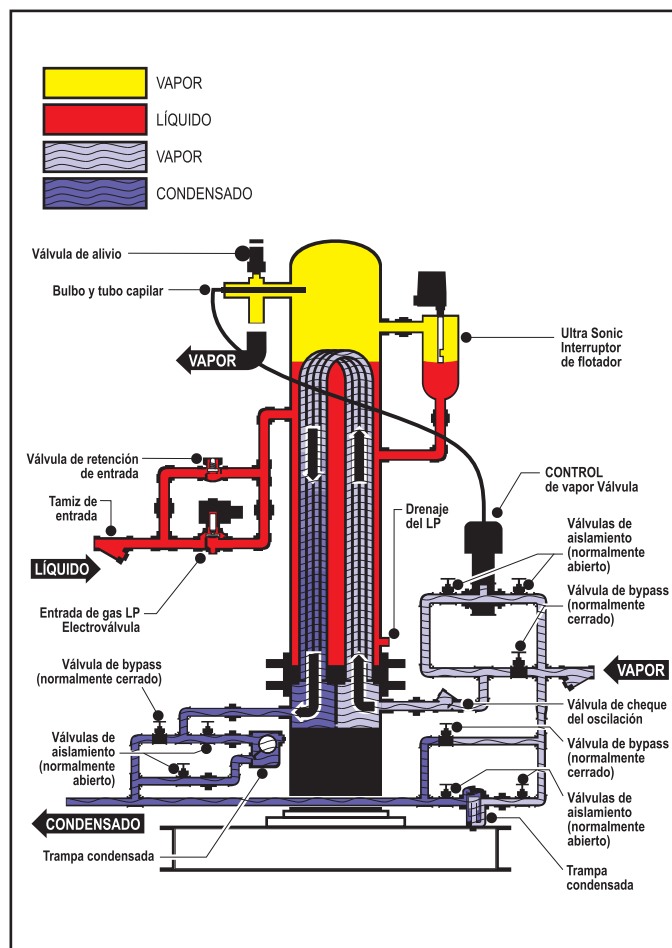 VAPOR
LÍQUIDO
VAPOR
CONDENSADO
Válvula de alivio
Bulbo y tubo capilar
VAPOR
Ultra Sonic
Interruptor
de flotador
Válvula de retención
de entrada
Tamiz de
entrada
LÍQUIDO
Entrada de gas LP
Electroválvula
Drenaje
del LP
CONTROL
de vapor Válvula
Válvulas de
aislamiento
(normalmente
abierto)
Válvula de bypass
(normalmente
cerrado)
VAPOR
Válvula de bypass
(normalmente cerrado)
Válvula de cheque
del oscilación
Válvulas de
aislamiento
(normalmente
abierto)
Válvula de bypass
(normalmente
cerrado)
Válvulas de
aislamiento
(normalmente
abierto)
CONDENSADO
Trampa condensada
Trampa
condensada